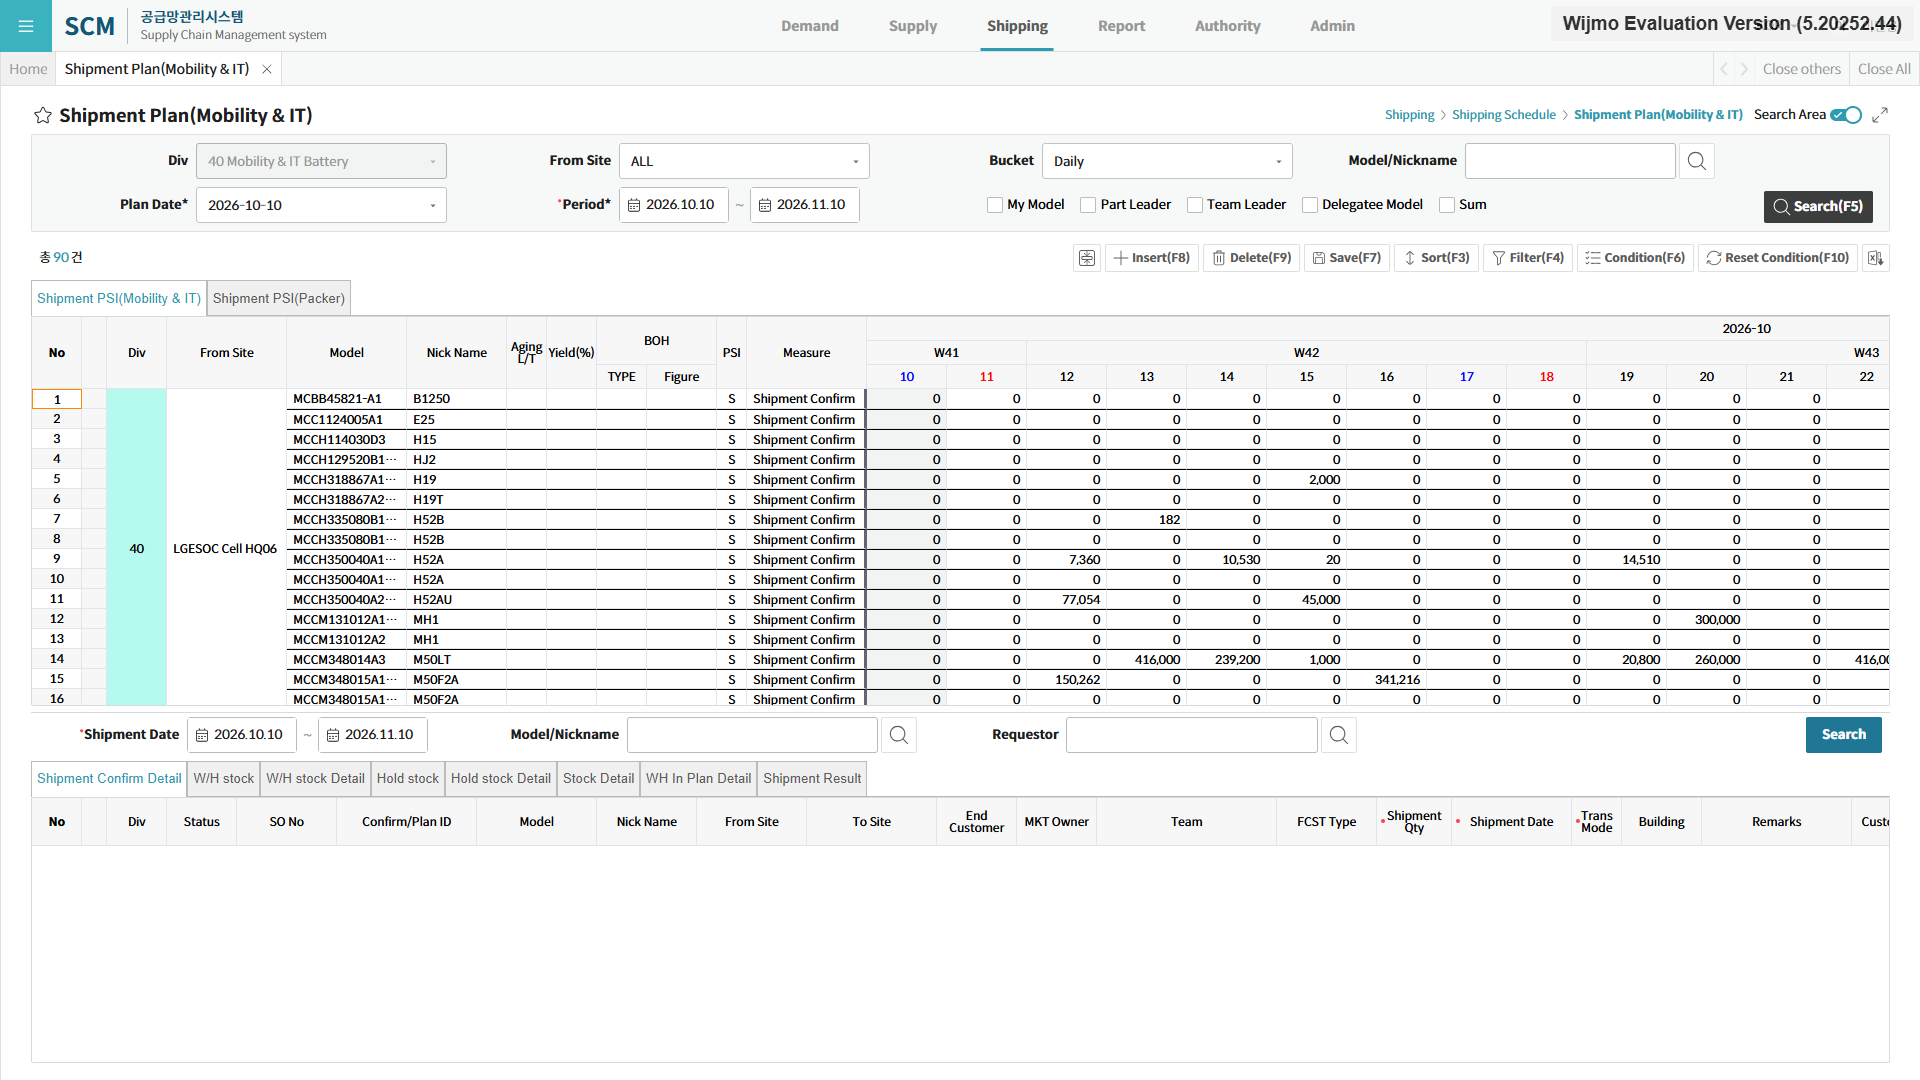 SCM 공급망관리시스템
Supply Chain Management system
Demand Supply Shipping Report Authority Admin
Wijmo Evaluation Version (5.20252.44)
Home Shipment Plan(Mobility & IT) Close others Close All
Shipment Plan(Mobility & IT)
Shipping > Shipping Schedule > Shipment Plan(Mobility & IT) Search Area
Div 40 Mobility & IT Battery From Site ALL Bucket Daily Model/Nickname
Plan Date* 2026-10-10 *Period* 2026.10.10 ~ 2026.11.10 My Model Part Leader Team Leader Delegatee Model Sum Search(F5)
총 90 건
Insert(F8) Delete(F9) Save(F7) Sort(F3) Filter(F4) Condition(F6) Reset Condition(F10)
Shipment PSI(Mobility & IT) Shipment PSI(Packer)
No Div From Site Model Nick Name Aging L/T Yield(%) BOH PSI Measure 2026-10
W41 W42 W43
TYPE Figure 10 11 12 13 14 15 16 17 18 19 20 21 22
40 LGESOC Cell HQ06
1 MCBB45821-A1 B1250 S Shipment Confirm 0 0 0 0 0 0 0 0 0 0 0 0
2 MCC1124005A1 E25 S Shipment Confirm 0 0 0 0 0 0 0 0 0 0 0 0
3 MCCH114030D3 H15 S Shipment Confirm 0 0 0 0 0 0 0 0 0 0 0 0
4 MCCH129520B1··· HJ2 S Shipment Confirm 0 0 0 0 0 0 0 0 0 0 0 0
5 MCCH318867A1··· H19 S Shipment Confirm 0 0 0 0 0 2,000 0 0 0 0 0 0
6 MCCH318867A2··· H19T S Shipment Confirm 0 0 0 0 0 0 0 0 0 0 0 0
7 MCCH335080B1··· H52B S Shipment Confirm 0 0 0 182 0 0 0 0 0 0 0 0
8 MCCH335080B1··· H52B S Shipment Confirm 0 0 0 0 0 0 0 0 0 0 0 0
9 MCCH350040A1··· H52A S Shipment Confirm 0 0 7,360 0 10,530 20 0 0 0 14,510 0 0
10 MCCH350040A1··· H52A S Shipment Confirm 0 0 0 0 0 0 0 0 0 0 0 0
11 MCCH350040A2··· H52AU S Shipment Confirm 0 0 77,054 0 0 45,000 0 0 0 0 0 0
12 MCCM131012A1··· MH1 S Shipment Confirm 0 0 0 0 0 0 0 0 0 0 300,000 0
13 MCCM131012A2 MH1 S Shipment Confirm 0 0 0 0 0 0 0 0 0 0 0 0
14 MCCM348014A3 M50LT S Shipment Confirm 0 0 0 416,000 239,200 1,000 0 0 0 20,800 260,000 0 416,0
15 MCCM348015A1··· M50F2A S Shipment Confirm 0 0 150,262 0 0 0 341,216 0 0 0 0 0
16 MCCM348015A1··· M50F2A S Shipment Confirm 0 0 0 0 0 0 0 0 0 0 0 0
*Shipment Date 2026.10.10 ~ 2026.11.10 Model/Nickname Requestor Search
Shipment Confirm Detail W/H stock W/H stock Detail Hold stock Hold stock Detail Stock Detail WH In Plan Detail Shipment Result
No Div Status SO No Confirm/Plan ID Model Nick Name From Site To Site End Customer MKT Owner Team FCST Type Shipment Qty Shipment Date Trans Mode Building Remarks Custo